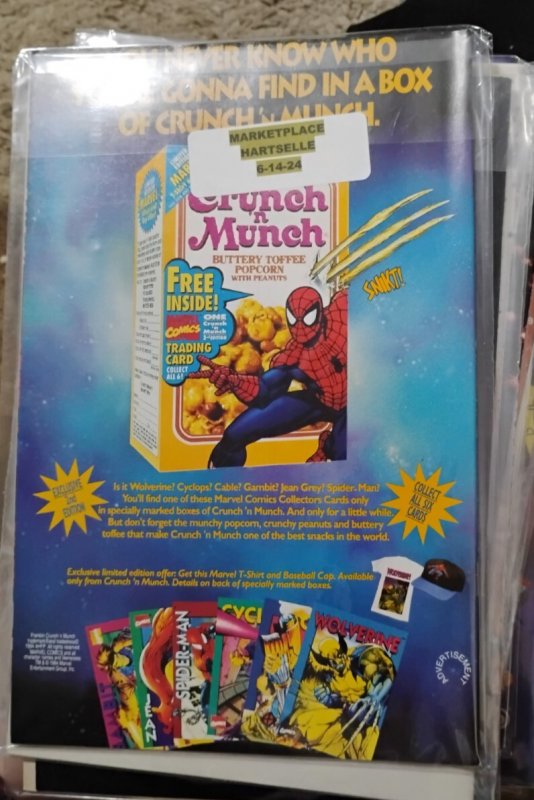 NEVER KNOW WHO
GONNA FIND IN A BOX
OF CRUNCH 'N MUNCH.
MARKETPLACE
HARTSELLE
6-14-24
Crunch
'n
Munch
BUTTERY TOFFEE
POPCORN
WITH PEANUTS
FREE
INSIDE!
COMICS
ONE
TRADING
CARD
COLLECT
ALL 6!
SNIKT!
Is it Wolverine? Cyclops? Cable? Gambit? Jean Grey? Spider-Man?
You'll find one of these Marvel Comics Collectors Cards only
in specially marked boxes of Crunch 'n Munch. And only for a little while.
But don't forget the munchy popcorn, crunchy peanuts and buttery
toffee that make Crunch 'n Munch one of the best snacks in the world.
EXCLUSIVE
EDITION
COLLECT
ALL SIX
CARDS
Exclusive limited edition offer: Get this Marvel T-Shirt and Baseball Cap. Available
only from Crunch 'n Munch. Details on back of specially marked boxes.
GAMBIT
SPIDER-MAN
CYCL
WOLVERINE
ADVERTISEMENT